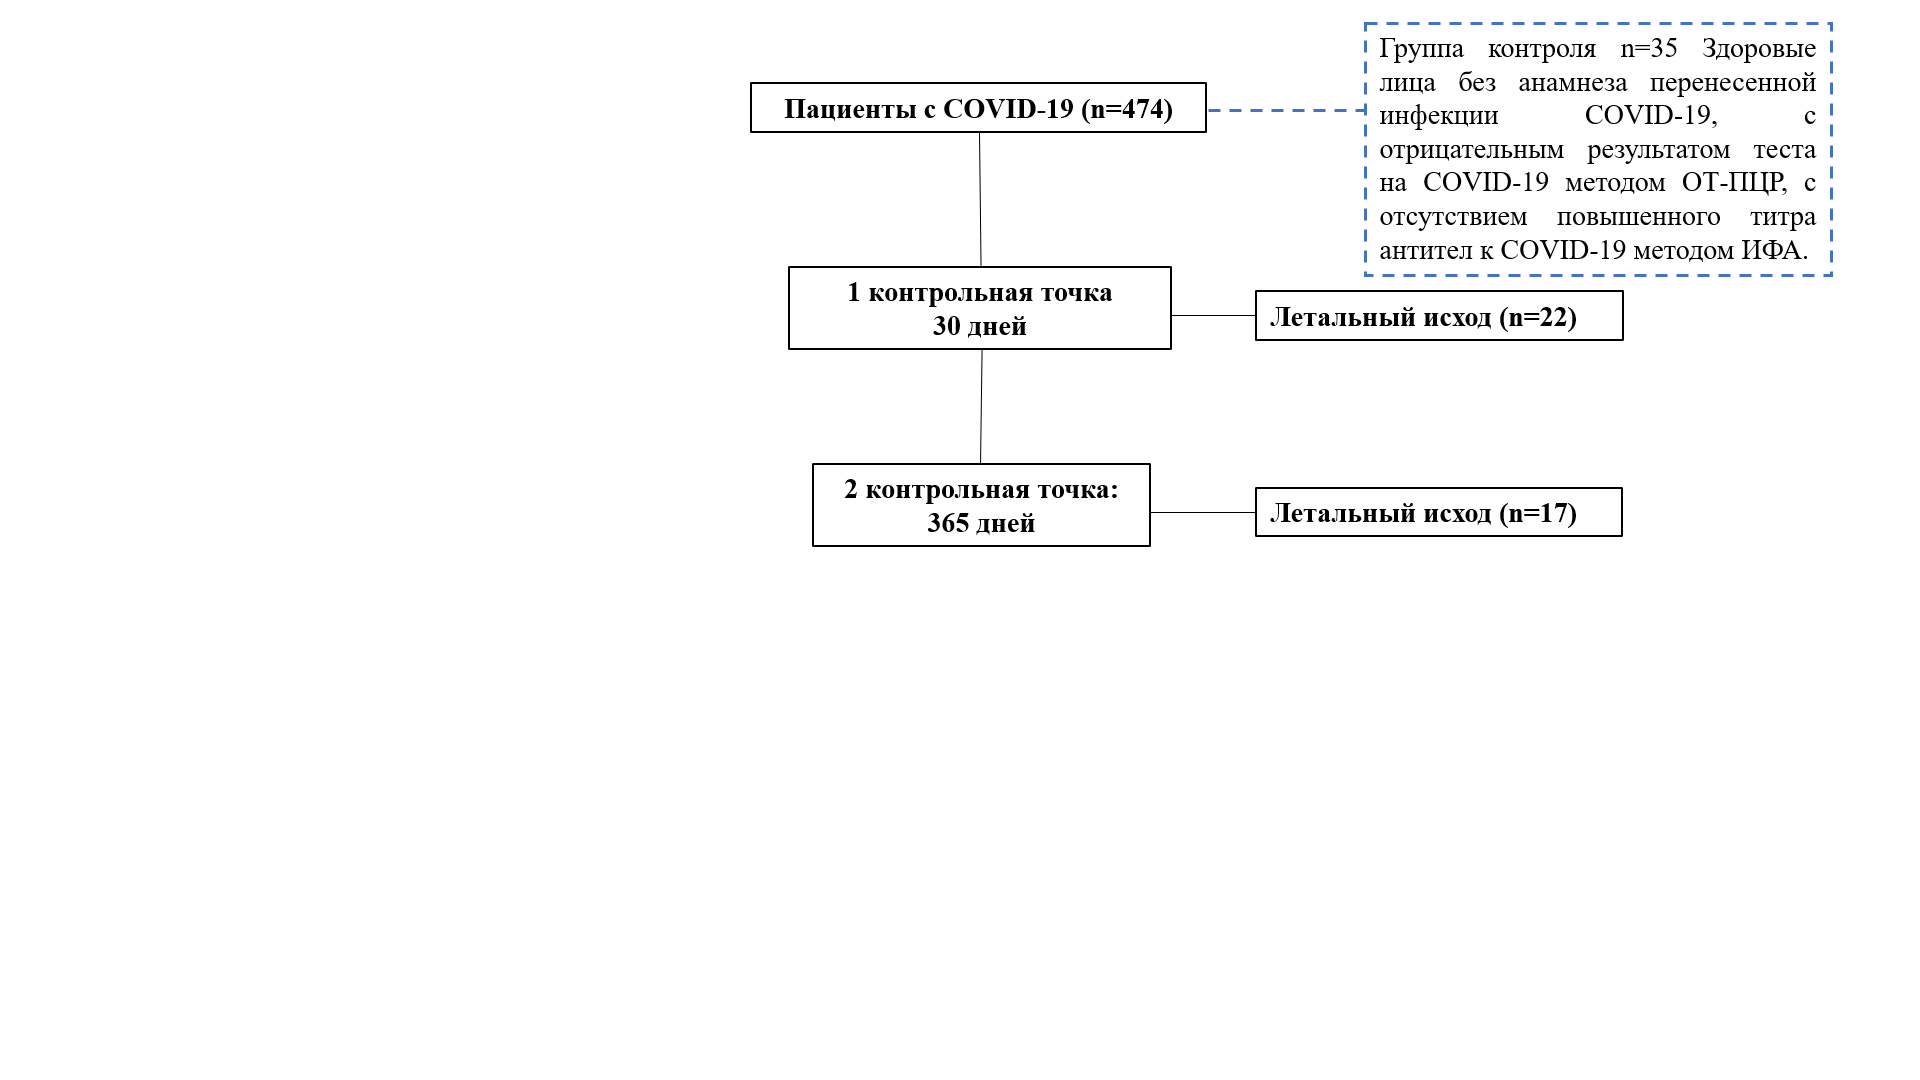 Группа контроля n=35 Здоровые
лица без анамнеза перенесенной
инфекции COVID-19, с
отрицательным результатом теста
на COVID-19 методом ОТ-ПЦР, с
отсутствием повышенного титра
антител к COVID-19 методом ИФА.
Пациенты с COVID-19 (n=474)
1 контрольная точка
30 дней
Летальный исход (n=22)
2 контрольная точка:
365 дней
Летальный исход (n=17)